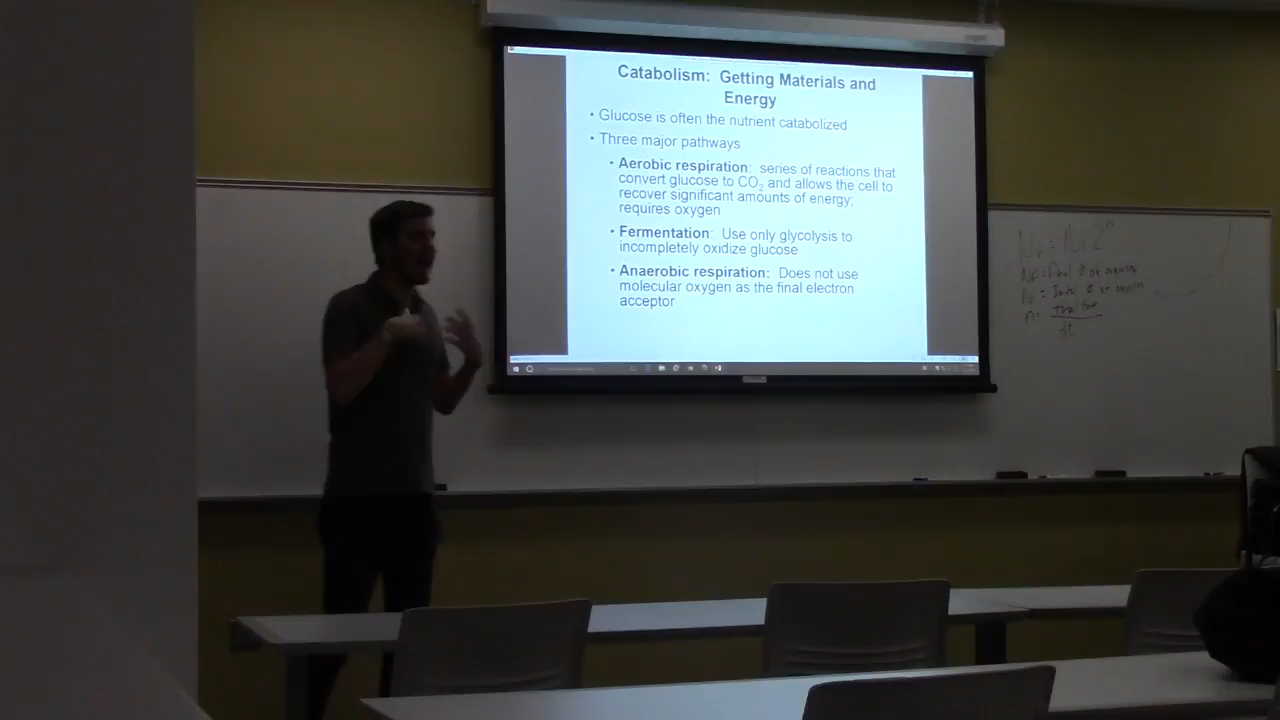 Catabolism: Getting Materials and
Energy
• Glucose is often the nutrient catabolized
• Three major pathways
• Aerobic respiration: series of reactions that
convert glucose to CO₂ and allows the cell to
recover significant amounts of energy;
requires oxygen
• Fermentation: Use only glycolysis to
incompletely oxidize glucose
• Anaerobic respiration: Does not use
molecular oxygen as the final electron
acceptor
n =